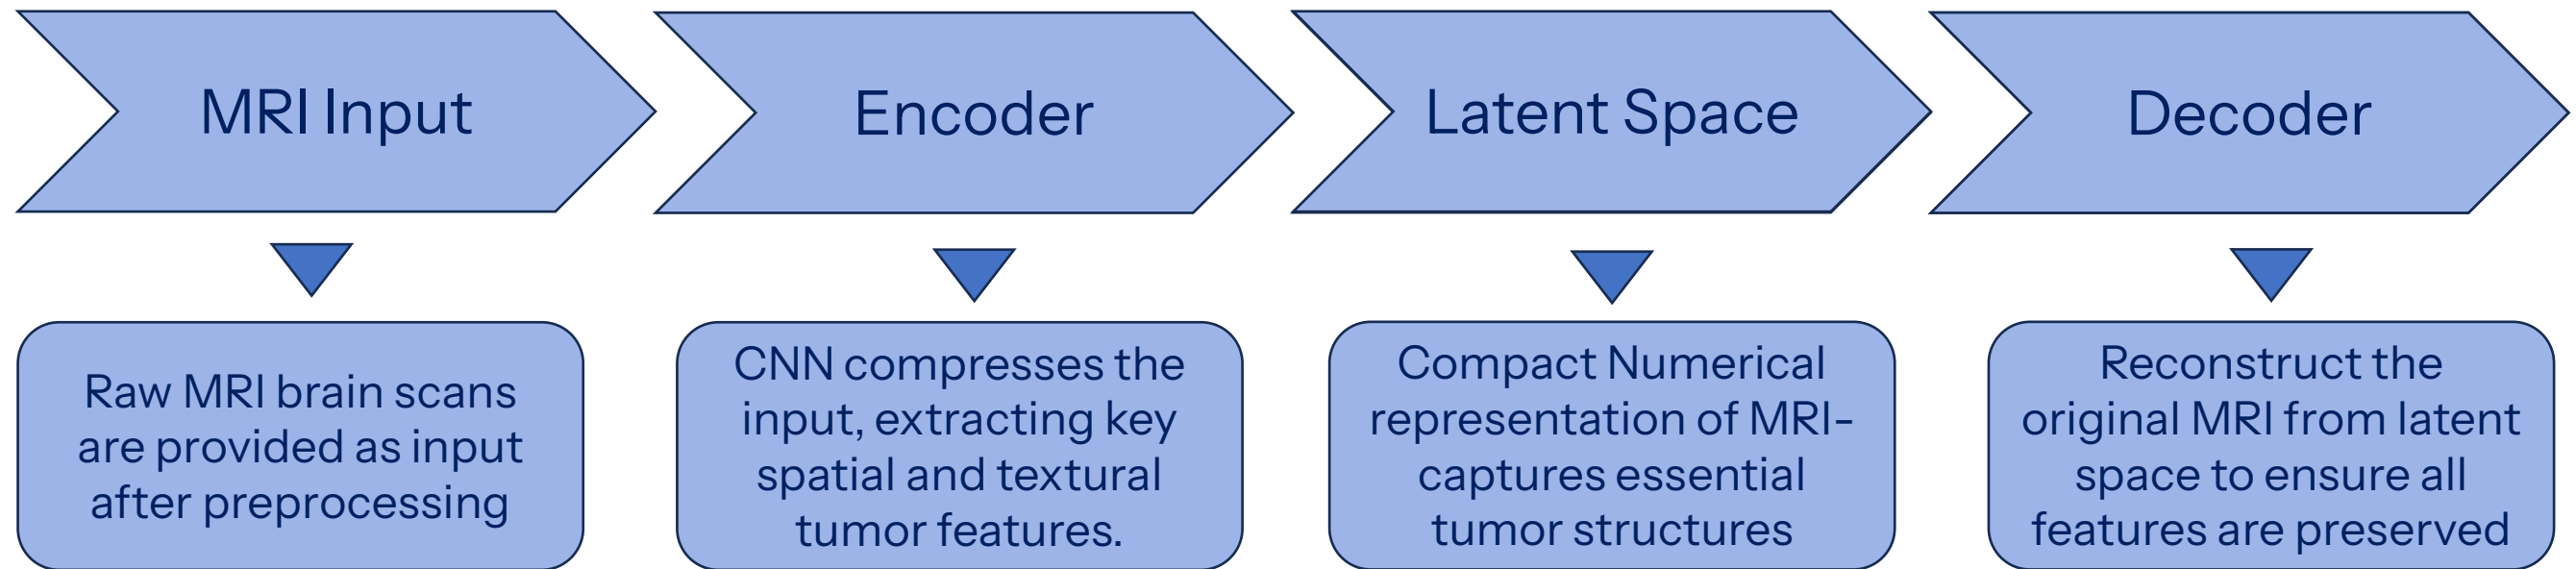 MRI Input
Encoder
Latent Space
Decoder
Raw MRI brain scans
are provided as input
after preprocessing
CNN compresses the
input, extracting key
spatial and textural
tumor features.
Compact Numerical
representation of MRI-
captures essential
tumor structures
Reconstruct the
original MRI from latent
space to ensure all
features are preserved